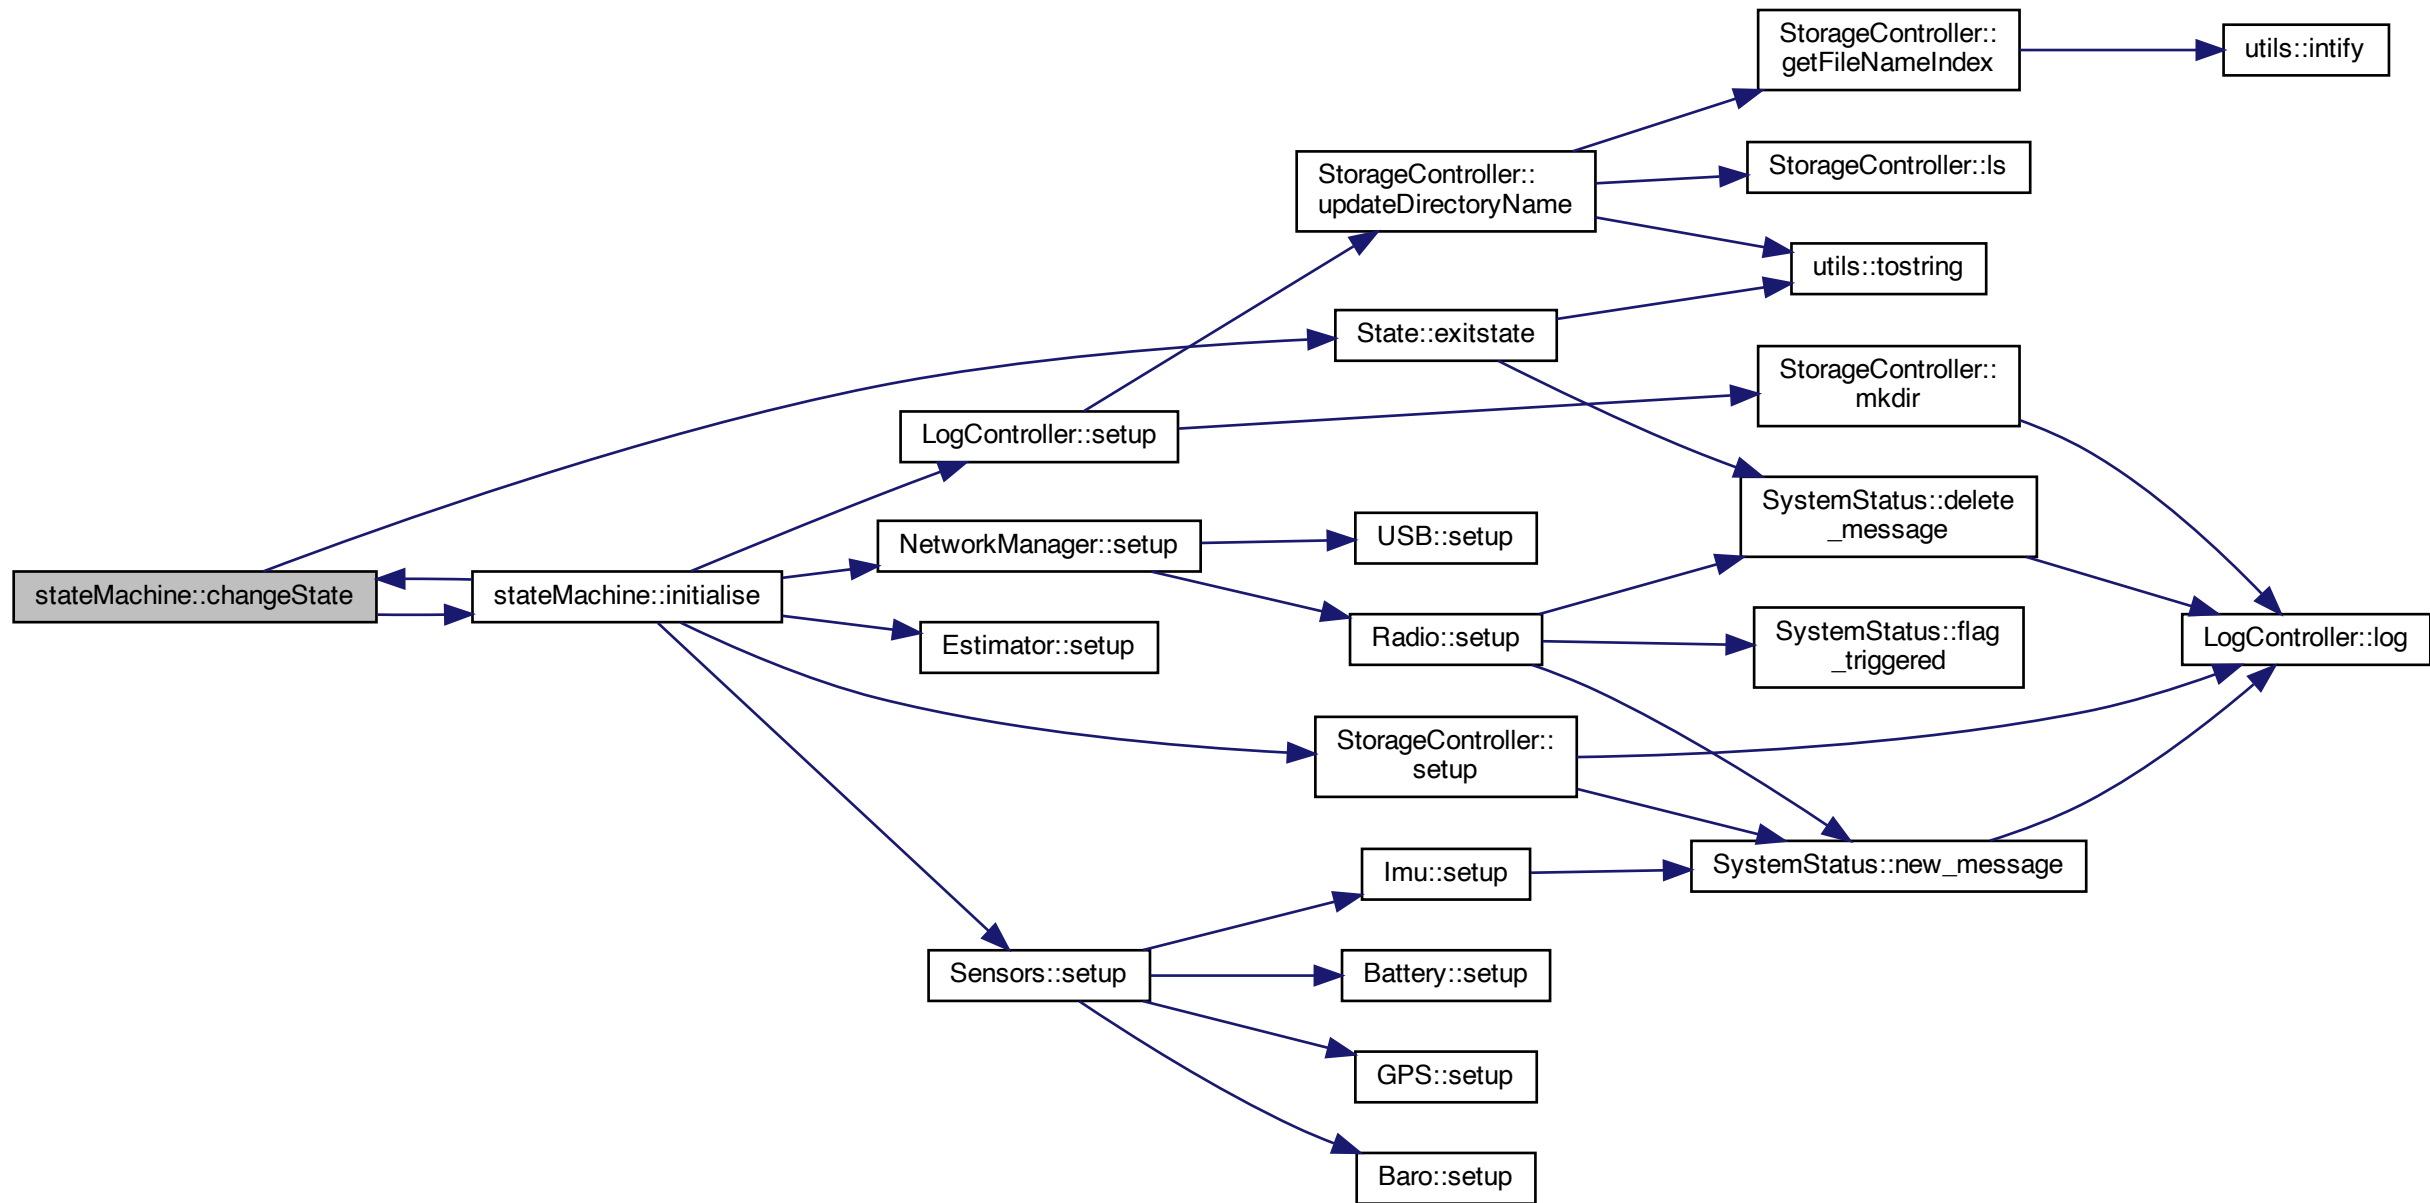 StorageController::
getFileNameIndex
utils::intify
StorageController::ls
StorageController::
updateDirectoryName
utils::tostring
State::exitstate
StorageController::
mkdir
LogController::setup
SystemStatus::delete
_message
NetworkManager::setup
USB::setup
stateMachine::changeState
stateMachine::initialise
Estimator::setup
Radio::setup
SystemStatus::flag
_triggered
LogController::log
StorageController::
setup
Imu::setup
SystemStatus::new_message
Sensors::setup
Battery::setup
GPS::setup
Baro::setup